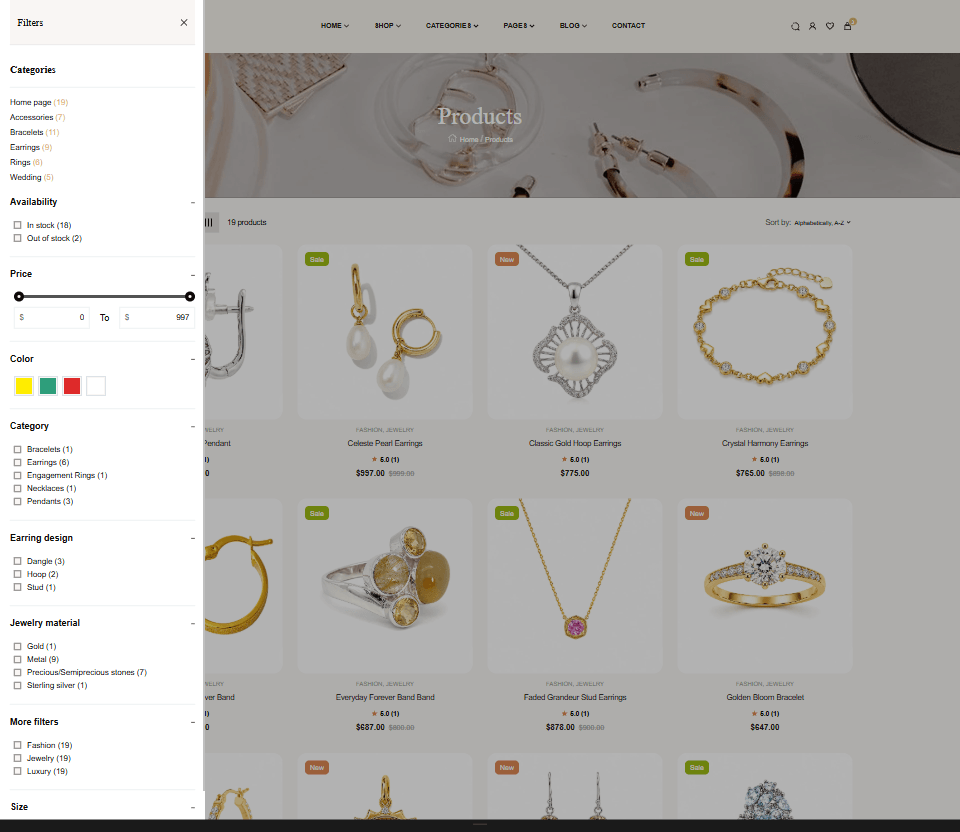 Filters
Categories
Home page (19)
Accessories (7)
Bracelets (11)
Earrings (9)
Rings (6)
Wedding (5)
Availability
In stock (18)
Out of stock (2)
Price
$ 0 To $ 997
Color
Category
Bracelets (1)
Earrings (6)
Engagement Rings (1)
Necklaces (1)
Pendants (3)
Earring design
Dangle (3)
Hoop (2)
Stud (1)
Jewelry material
Gold (1)
Metal (9)
Precious/Semiprecious stones (7)
Sterling silver (1)
More filters
Fashion (19)
Jewelry (19)
Luxury (19)
Size
HOME SHOP CATEGORIES PAGES BLOG CONTACT
Products
Home / Products
19 products
Sort by: Alphabetically, A-Z
Sale New Sale
FASHION, JEWELRY FASHION, JEWELRY FASHION, JEWELRY
Pendant Celeste Pearl Earrings Classic Gold Hoop Earrings Crystal Harmony Earrings
5.0 (1) 5.0 (1) 5.0 (1)
$997.00 $999.00 $775.00 $765.00
Sale Sale New
FASHION, JEWELRY FASHION, JEWELRY FASHION, JEWELRY
ver Band Everyday Forever Band Band Faded Grandeur Stud Earrings Golden Bloom Bracelet
5.0 (1) 5.0 (1) 5.0 (1)
$687.00 $800.00 $878.00 $900.00 $647.00
New New Sale